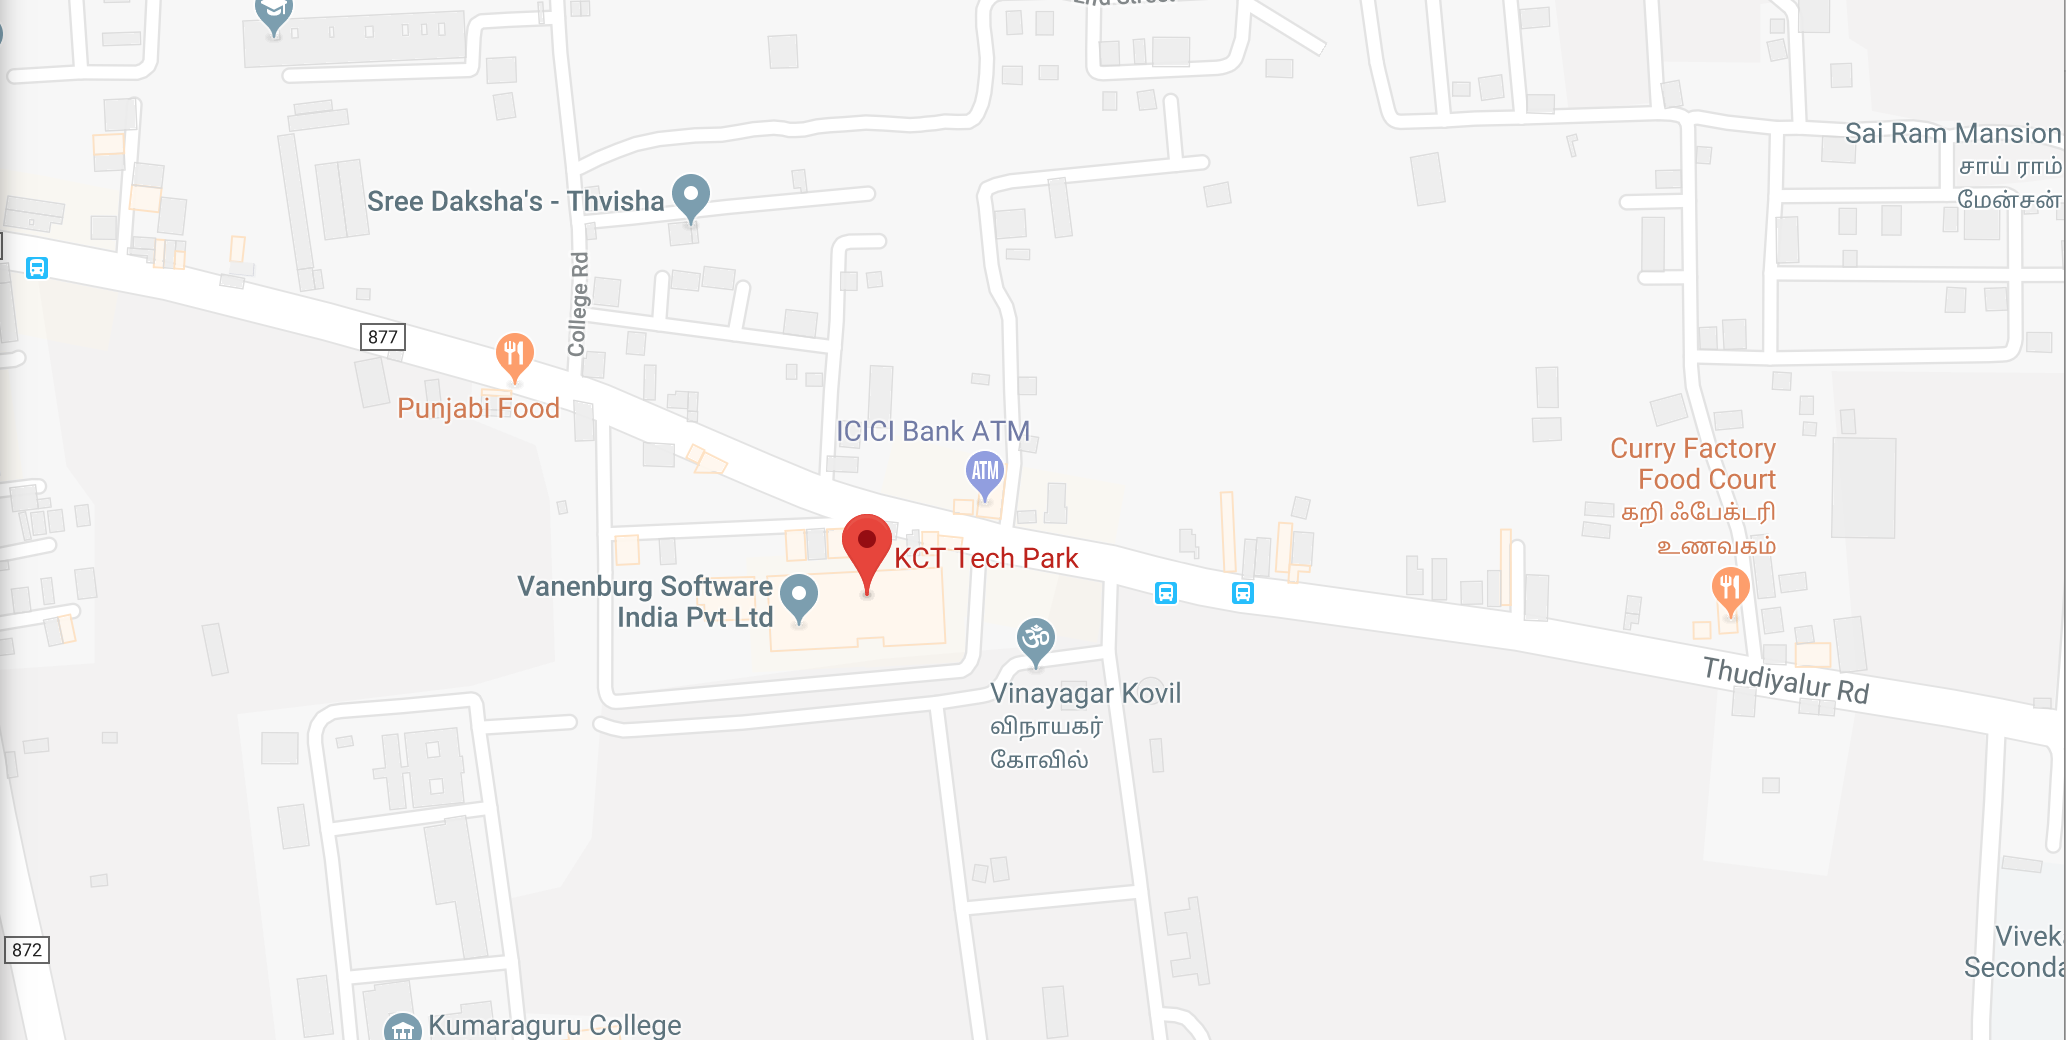 2nd Street
Sai Ram Mansion
சாய் ராம்
மேன்சன்
Sree Daksha's - Thvisha
College Rd
877
Punjabi Food
ICICI Bank ATM
ATM
Curry Factory
Food Court
கறி ஃபேக்டரி
உணவகம்
KCT Tech Park
Vanenburg Software
India Pvt Ltd
Thudiyalur Rd
Vinayagar Kovil
விநாயகர்
கோவில்
872
Kumaraguru College